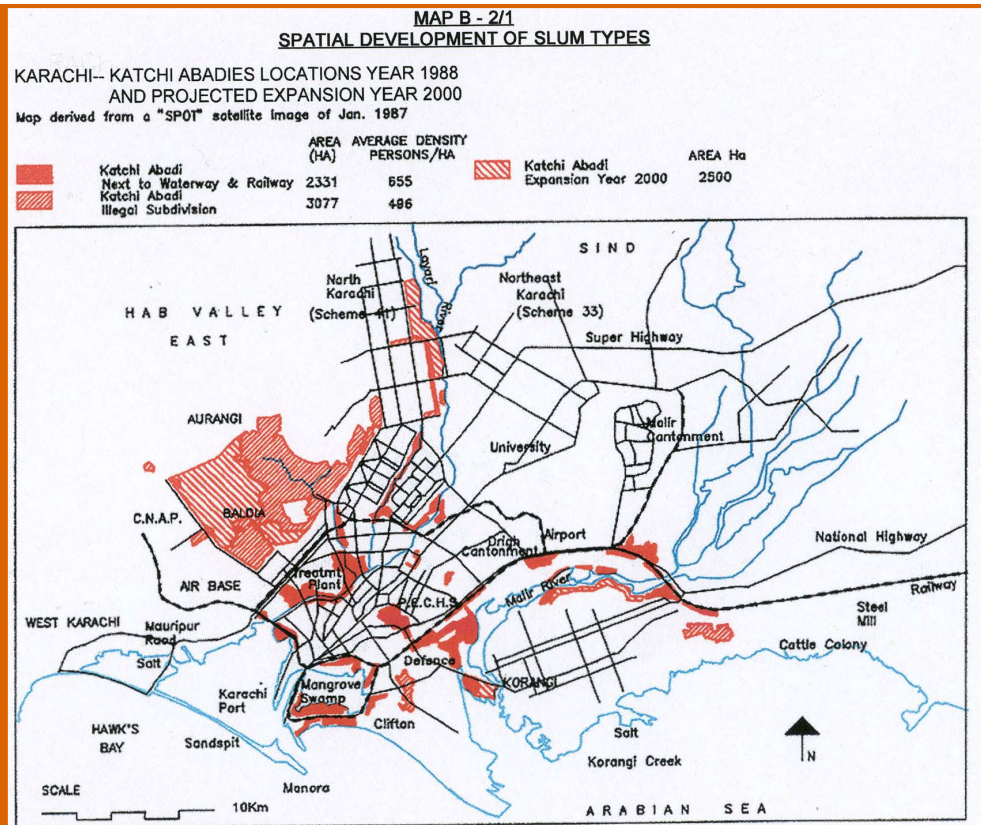 MAP B - 2/1
SPATIAL DEVELOPMENT OF SLUM TYPES
KARACHI-- KATCHI ABADIES LOCATIONS YEAR 1988
AND PROJECTED EXPANSION YEAR 2000
Map derived from a "SPOT" satellite image of Jan. 1987
AREA (HA)
AVERAGE DENSITY PERSONS/HA
Katchi Abadi
Next to Waterway & Railway 2331 655
Katchi Abadi
Illegal Subdivision 3077 486
AREA Ha
Katchi Abadi
Expansion Year 2000 2500
SIND
HAB VALLEY
EAST
North
Karachi
(Scheme 41)
Layari
River
Northeast
Karachi
(Scheme 33)
Super Highway
AURANGI
University
Malir
Cantonment
C.N.A.P.
BALDIA
Drigh
Cantonment
Airport
National Highway
AIR BASE
Treatmt
Plant
P.E.C.H.S.
Malir River
Railway
WEST KARACHI
Mauripur
Road
Salt
Steel
Mill
Cattle Colony
Defence
KORANGI
Karachi
Port
Mangrove
Swamp
Clifton
HAWK'S
BAY
Sandspit
Salt
Korangi Creek
N
Manora
SCALE
10Km
ARABIAN SEA